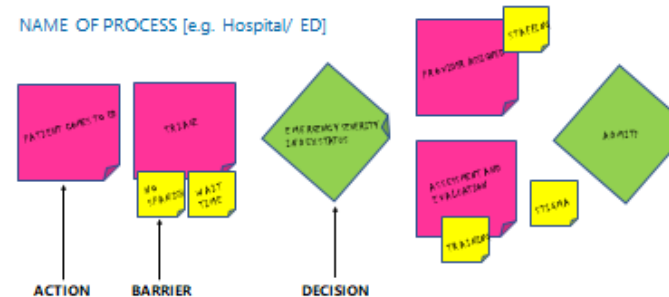 NAME OF PROCESS [e.g. Hospital/ ED]
STAFFING
PROVIDER ASSIGNED
PATIENT COMES TO ED
TRIAGE
EMERGENCY SEVERITY
INDEX STATUS
ADMIT?
NO
SPANISH
WAIT
TIME
ASSESSMENT AND
EVALUATION
STIGMA
TRAINING
ACTION
BARRIER
DECISION